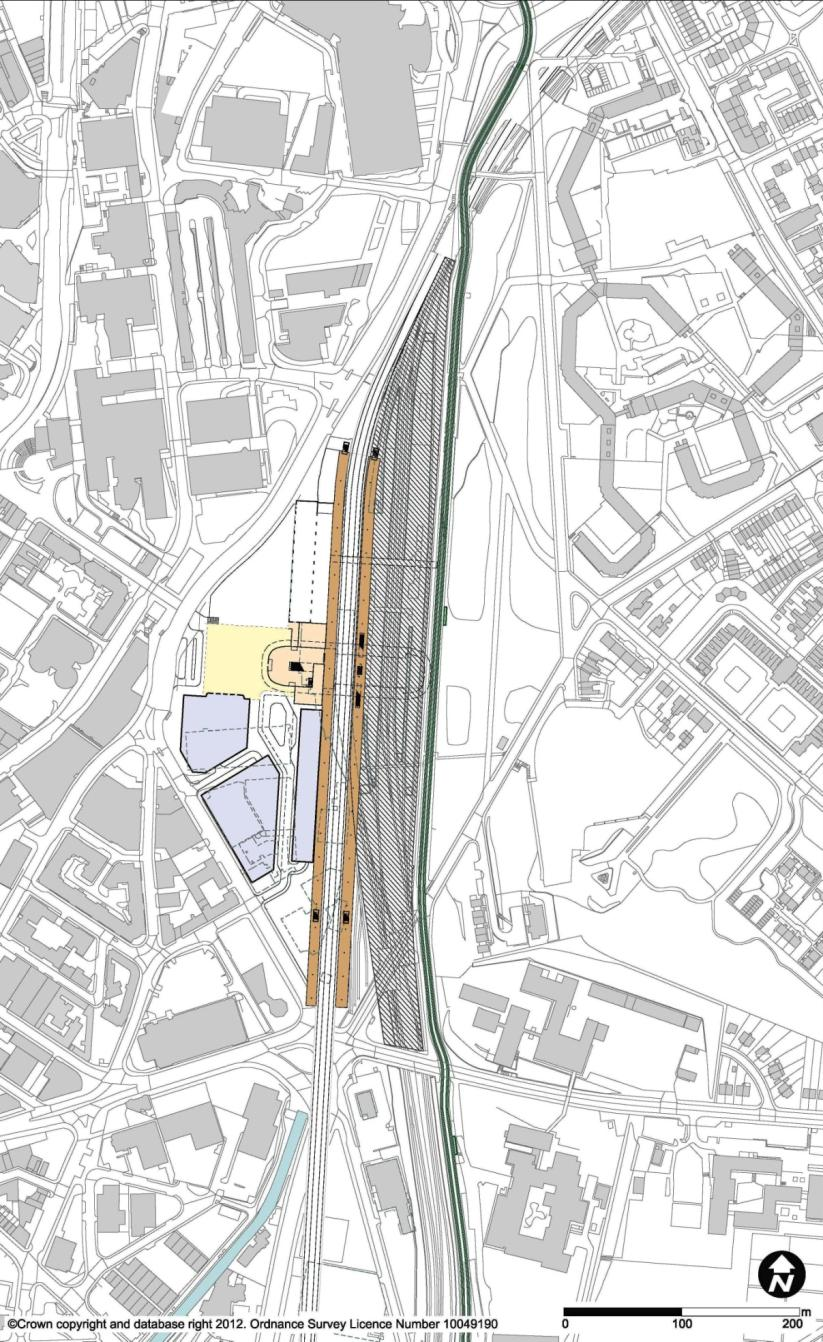 N
m
©Crown copyright and database right 2012. Ordnance Survey Licence Number 10049190
0 100 200